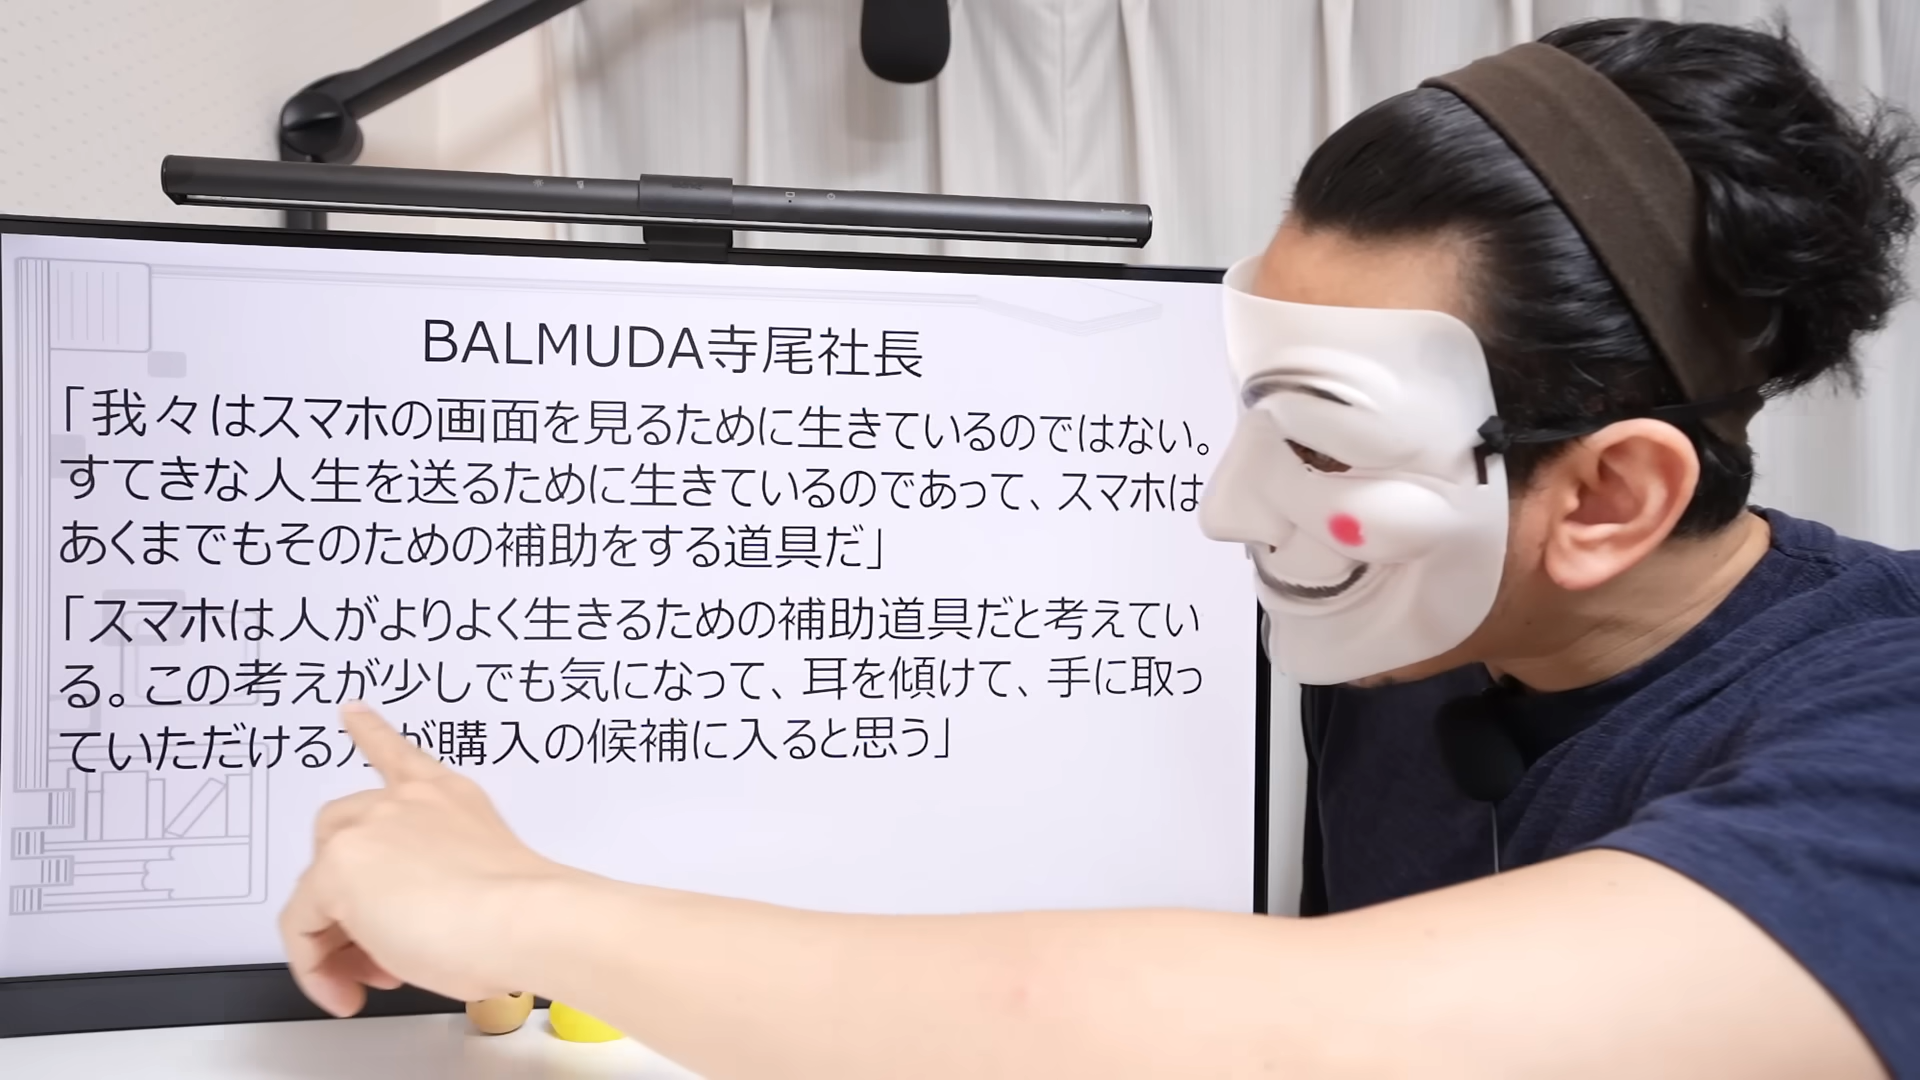 BALMUDA寺尾社長
「我々はスマホの画面を見るために生きているのではない。
すてきな人生を送るために生きているのであって、スマホは
あくまでもそのための補助をする道具だ」
「スマホは人がよりよく生きるための補助道具だと考えてい
る。この考えが少しでも気になって、耳を傾けて、手に取っ
ていただける方が購入の候補に入ると思う」